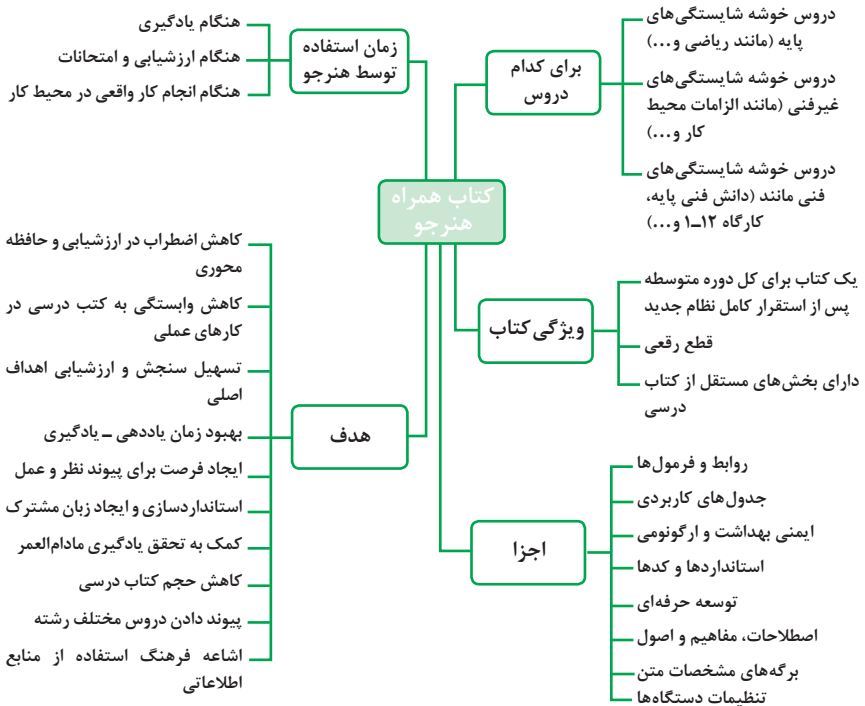 کتاب همراه
هنرجو
برای کدام
دروس
دروس خوشه شایستگی‌های
پایه (مانند ریاضی و...)
دروس خوشه شایستگی‌های
غیرفنی (مانند الزامات محیط
کار و...)
دروس خوشه شایستگی‌های
فنی مانند (دانش فنی پایه،
کارگاه ۱۲ـ۱ و...)
ویژگی کتاب
یک کتاب برای کل دوره متوسطه
پس از استقرار کامل نظام جدید
قطع رقعی
دارای بخش‌های مستقل از کتاب
درسی
اجزا
روابط و فرمول‌ها
جدول‌های کاربردی
ایمنی بهداشت و ارگونومی
استانداردها و کدها
توسعه حرفه‌ای
اصطلاحات، مفاهیم و اصول
برگه‌های مشخصات متن
تنظیمات دستگاه‌ها
زمان استفاده
توسط هنرجو
هنگام یادگیری
هنگام ارزشیابی و امتحانات
هنگام انجام کار واقعی در محیط کار
هدف
کاهش اضطراب در ارزشیابی و حافظه
محوری
کاهش وابستگی به کتب درسی در
کارهای عملی
تسهیل سنجش و ارزشیابی اهداف
اصلی
بهبود زمان یاددهی ـ یادگیری
ایجاد فرصت برای پیوند نظر و عمل
استانداردسازی و ایجاد زبان مشترک
کمک به تحقق یادگیری مادام‌العمر
کاهش حجم کتاب درسی
پیوند دادن دروس مختلف رشته
اشاعه فرهنگ استفاده از منابع
اطلاعاتی